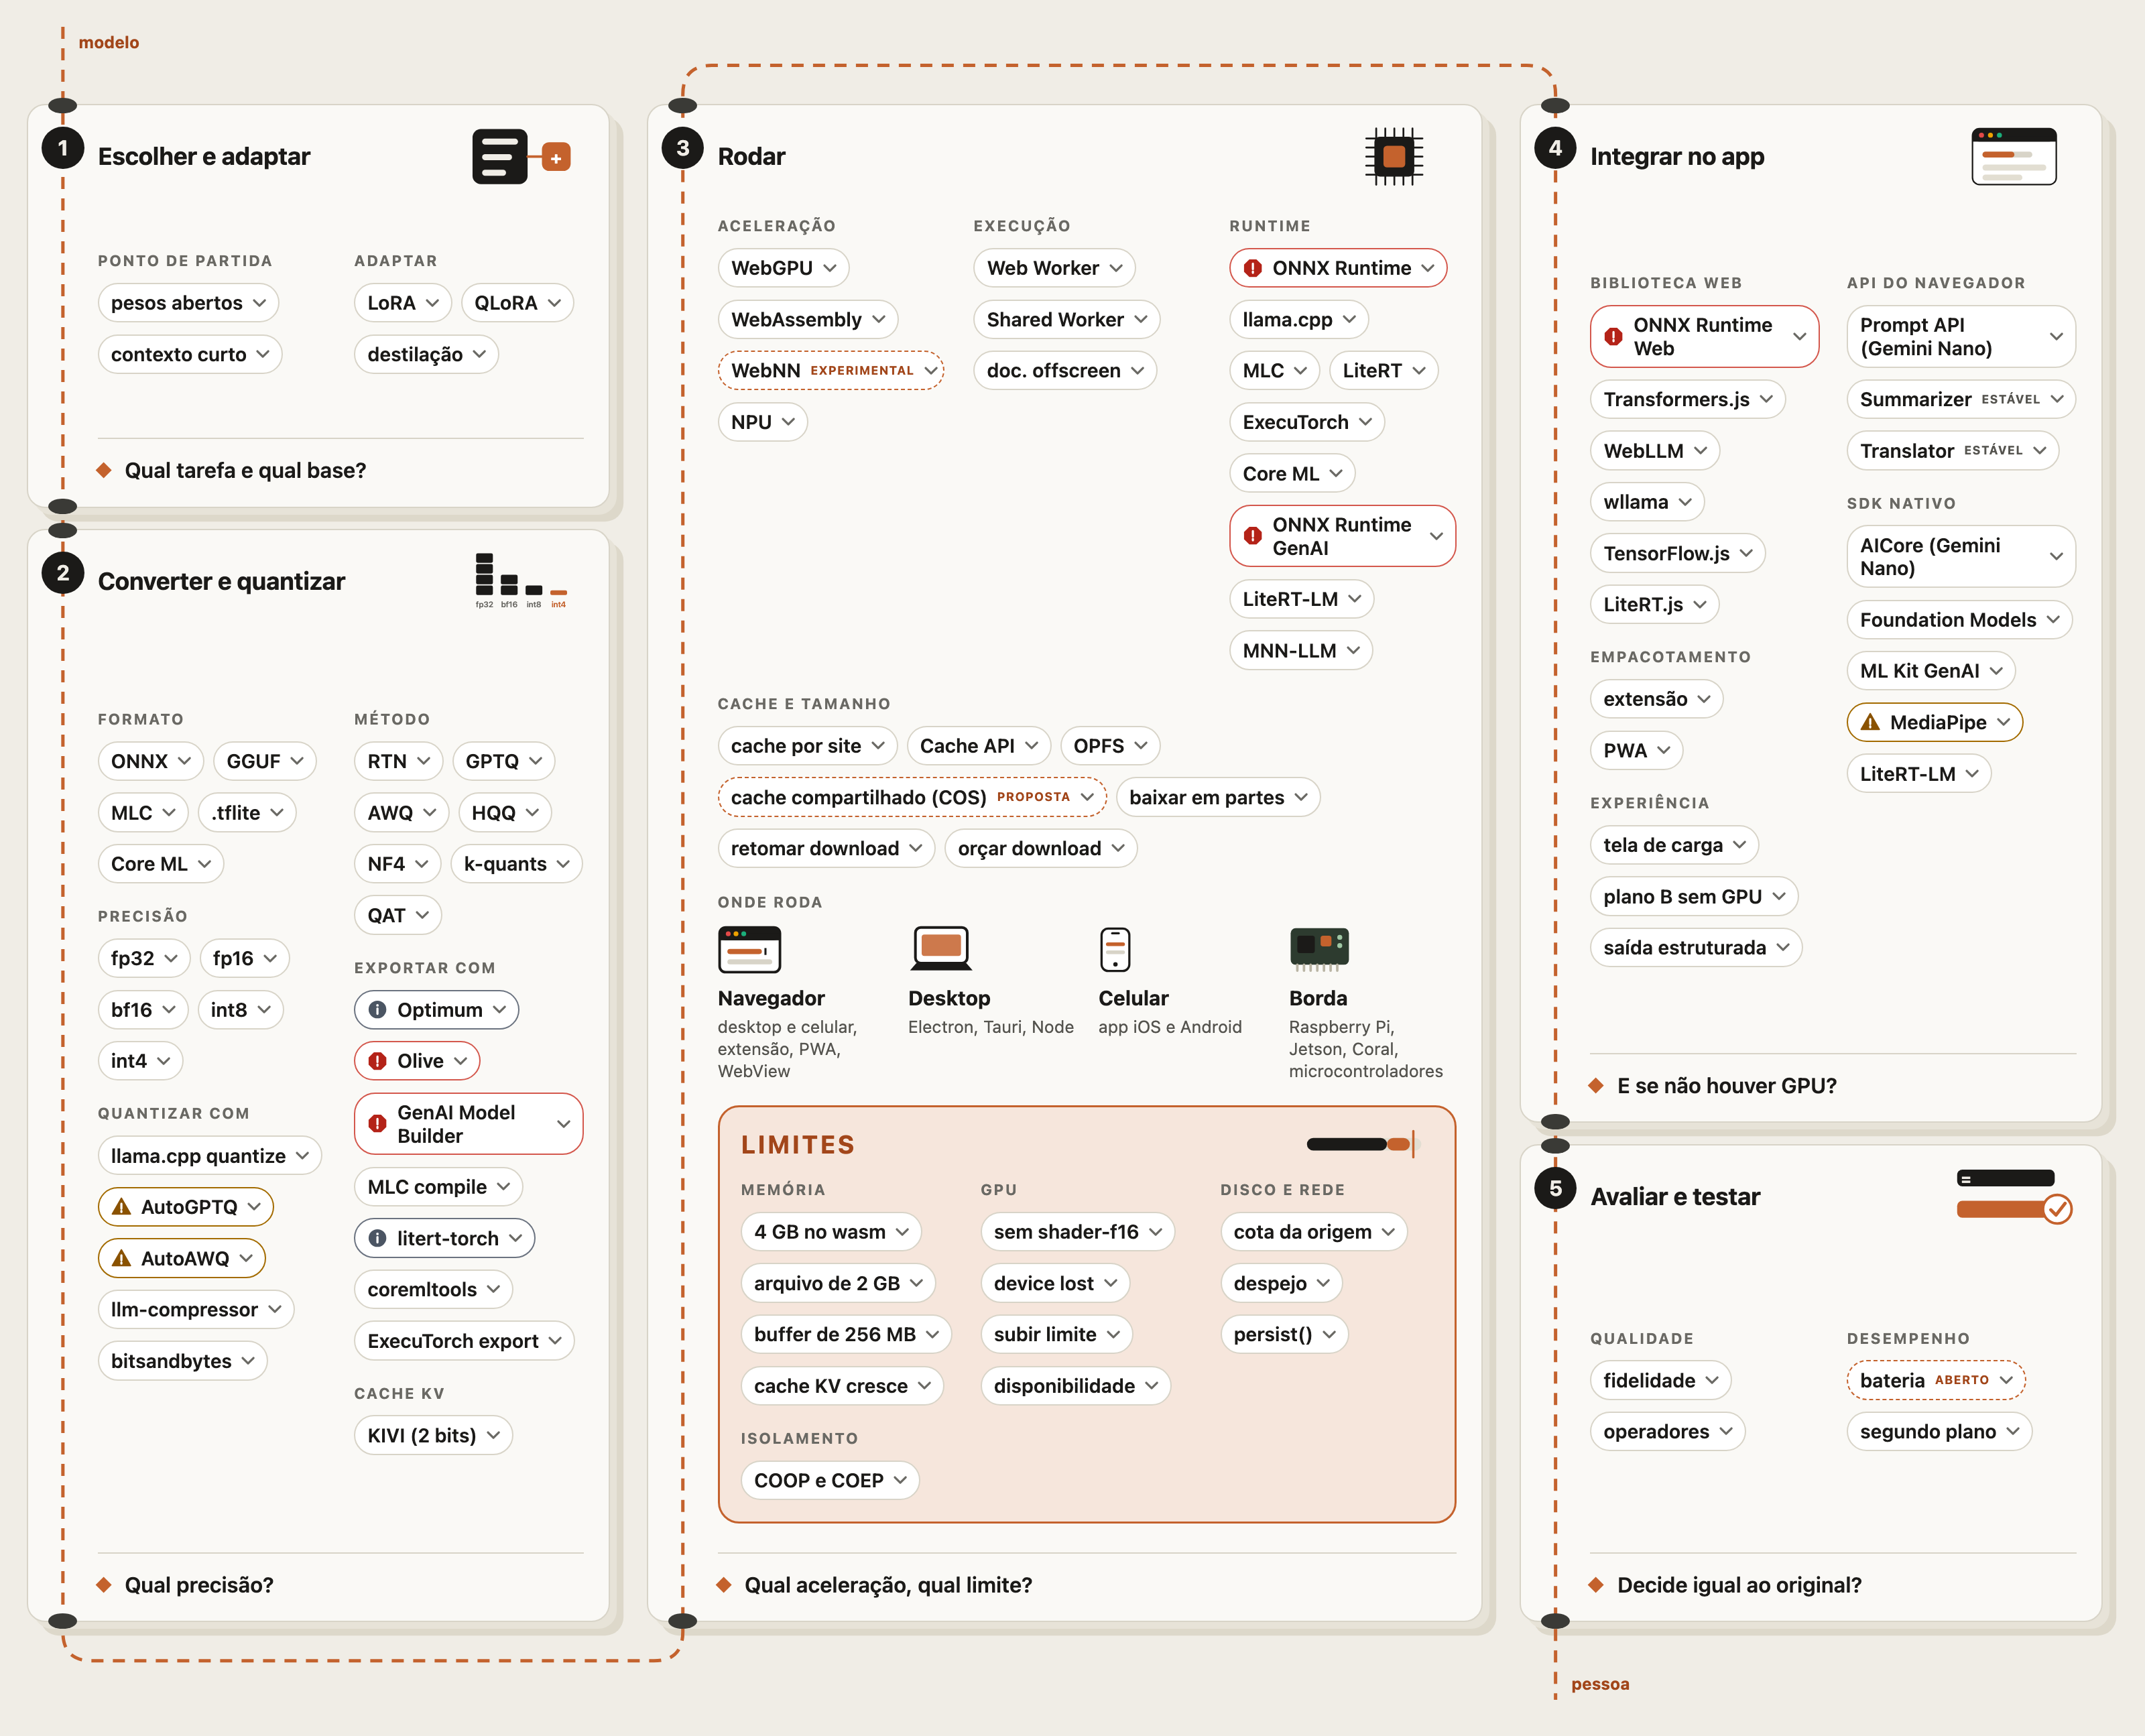 modelo
1
Escolher e adaptar
+
PONTO DE PARTIDA
pesos abertos
contexto curto
ADAPTAR
LoRA
QLoRA
destilação
Qual tarefa e qual base?
2
Converter e quantizar
fp32 bf16 int8 int4
FORMATO
ONNX
GGUF
MLC
.tflite
Core ML
PRECISÃO
fp32
fp16
bf16
int8
int4
QUANTIZAR COM
llama.cpp quantize
AutoGPTQ
AutoAWQ
llm-compressor
bitsandbytes
MÉTODO
RTN
GPTQ
AWQ
HQQ
NF4
k-quants
QAT
EXPORTAR COM
Optimum
Olive
GenAI Model
Builder
MLC compile
litert-torch
coremltools
ExecuTorch export
CACHE KV
KIVI (2 bits)
Qual precisão?
3
Rodar
ACELERAÇÃO
WebGPU
WebAssembly
WebNN EXPERIMENTAL
NPU
EXECUÇÃO
Web Worker
Shared Worker
doc. offscreen
RUNTIME
ONNX Runtime
llama.cpp
MLC
LiteRT
ExecuTorch
Core ML
ONNX Runtime
GenAI
LiteRT-LM
MNN-LLM
CACHE E TAMANHO
cache por site
Cache API
OPFS
cache compartilhado (COS) PROPOSTA
baixar em partes
retomar download
orçar download
ONDE RODA
Navegador
desktop e celular,
extensão, PWA,
WebView
Desktop
Electron, Tauri, Node
Celular
app iOS e Android
Borda
Raspberry Pi,
Jetson, Coral,
microcontroladores
LIMITES
MEMÓRIA
4 GB no wasm
arquivo de 2 GB
buffer de 256 MB
cache KV cresce
GPU
sem shader-f16
device lost
subir limite
disponibilidade
DISCO E REDE
cota da origem
despejo
persist()
ISOLAMENTO
COOP e COEP
Qual aceleração, qual limite?
4
Integrar no app
BIBLIOTECA WEB
ONNX Runtime
Web
Transformers.js
WebLLM
wllama
TensorFlow.js
LiteRT.js
EMPACOTAMENTO
extensão
PWA
EXPERIÊNCIA
tela de carga
plano B sem GPU
saída estruturada
API DO NAVEGADOR
Prompt API
(Gemini Nano)
Summarizer ESTÁVEL
Translator ESTÁVEL
SDK NATIVO
AICore (Gemini
Nano)
Foundation Models
ML Kit GenAI
MediaPipe
LiteRT-LM
E se não houver GPU?
5
Avaliar e testar
=
QUALIDADE
fidelidade
operadores
DESEMPENHO
bateria ABERTO
segundo plano
Decide igual ao original?
pessoa